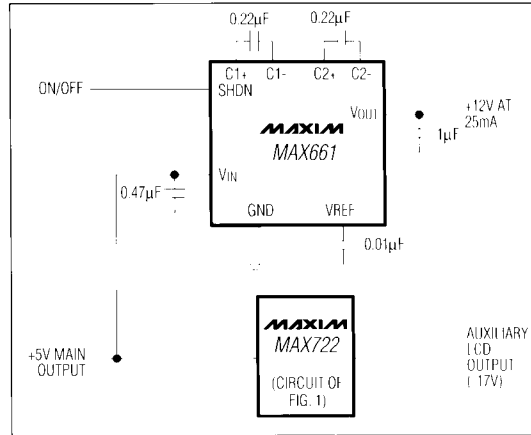 0.22µF 0.22µF
C1+ C1- C2+ C2-
ON/OFF
SHDN
VOUT
+12V AT
25mA
MAXIM
1µF
MAX661
VIN
0.47µF
GND VREF
0.01µF
MAXIM
MAX722
+5V MAIN
OUTPUT
(CIRCUIT OF
FIG. 1)
AUXILIARY
LCD
OUTPUT
( 17V)